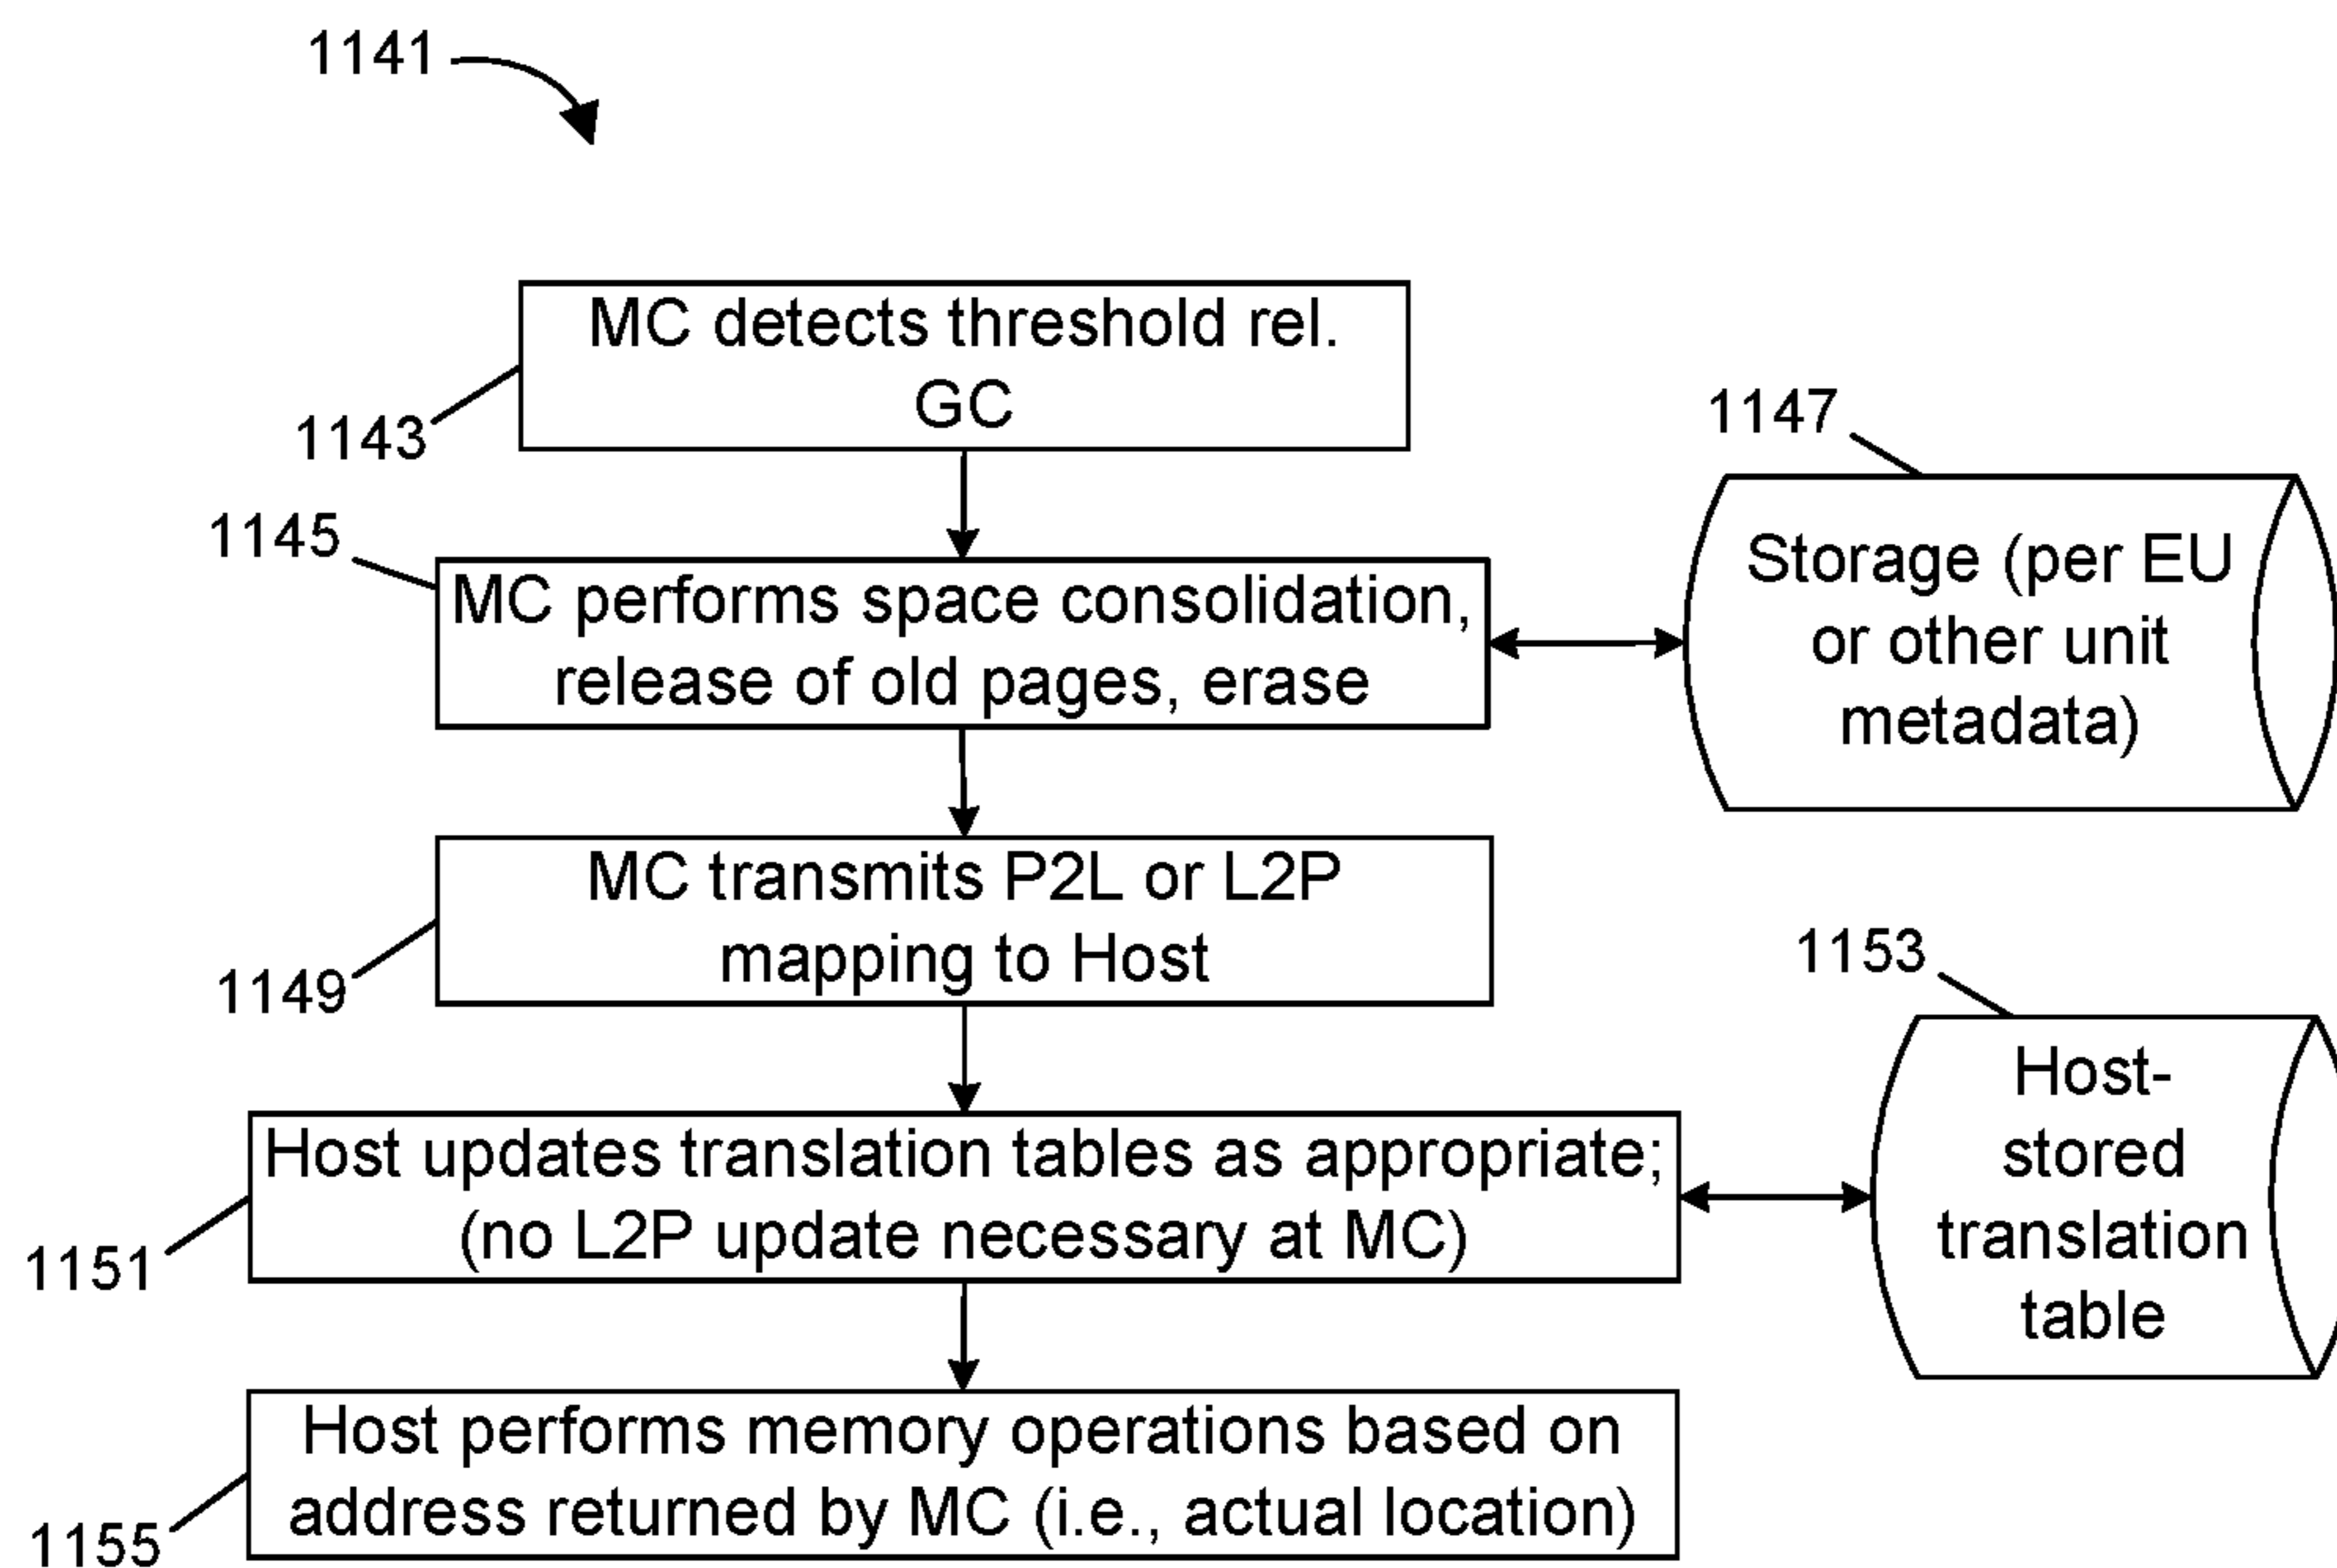 1141
MC detects threshold rel.
GC
1143
1147
1145
MC performs space consolidation,
release of old pages, erase
Storage (per EU
or other unit
metadata)
MC transmits P2L or L2P
mapping to Host
1149
1153
Host updates translation tables as appropriate;
(no L2P update necessary at MC)
1151
Host-
stored
translation
table
Host performs memory operations based on
address returned by MC (i.e., actual location)
1155